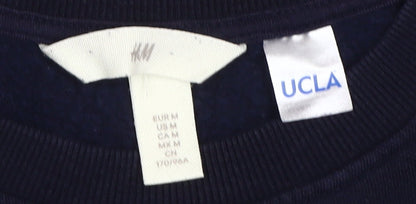 H&M
UCLA
EUR M
US M
CA M
MX M
CN
170/96A